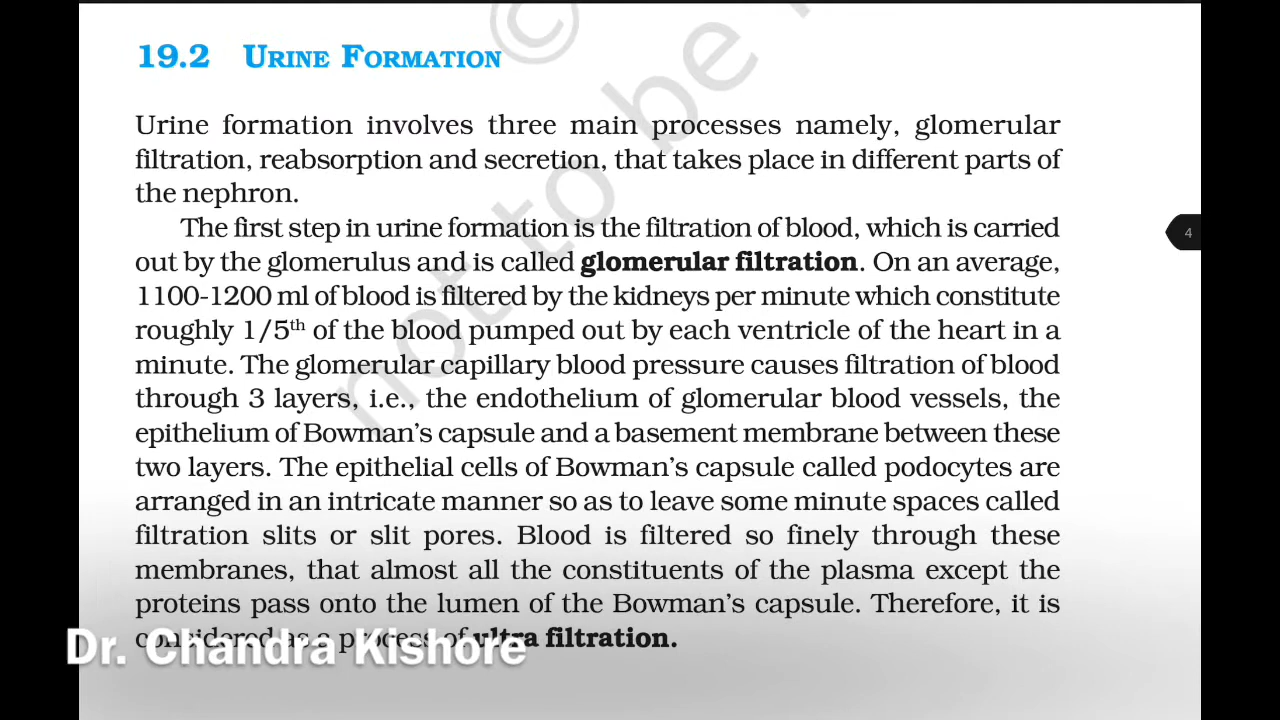 19.2 URINE FORMATION
Urine formation involves three main processes namely, glomerular
filtration, reabsorption and secretion, that takes place in different parts of
the nephron.
The first step in urine formation is the filtration of blood, which is carried
out by the glomerulus and is called glomerular filtration. On an average,
1100-1200 ml of blood is filtered by the kidneys per minute which constitute
roughly 1/5th of the blood pumped out by each ventricle of the heart in a
minute. The glomerular capillary blood pressure causes filtration of blood
through 3 layers, i.e., the endothelium of glomerular blood vessels, the
epithelium of Bowman's capsule and a basement membrane between these
two layers. The epithelial cells of Bowman's capsule called podocytes are
arranged in an intricate manner so as to leave some minute spaces called
filtration slits or slit pores. Blood is filtered so finely through these
membranes, that almost all the constituents of the plasma except the
proteins pass onto the lumen of the Bowman's capsule. Therefore, it is
considered as a process of ultra filtration.
Dr. Chandra Kishore
4
© not to be